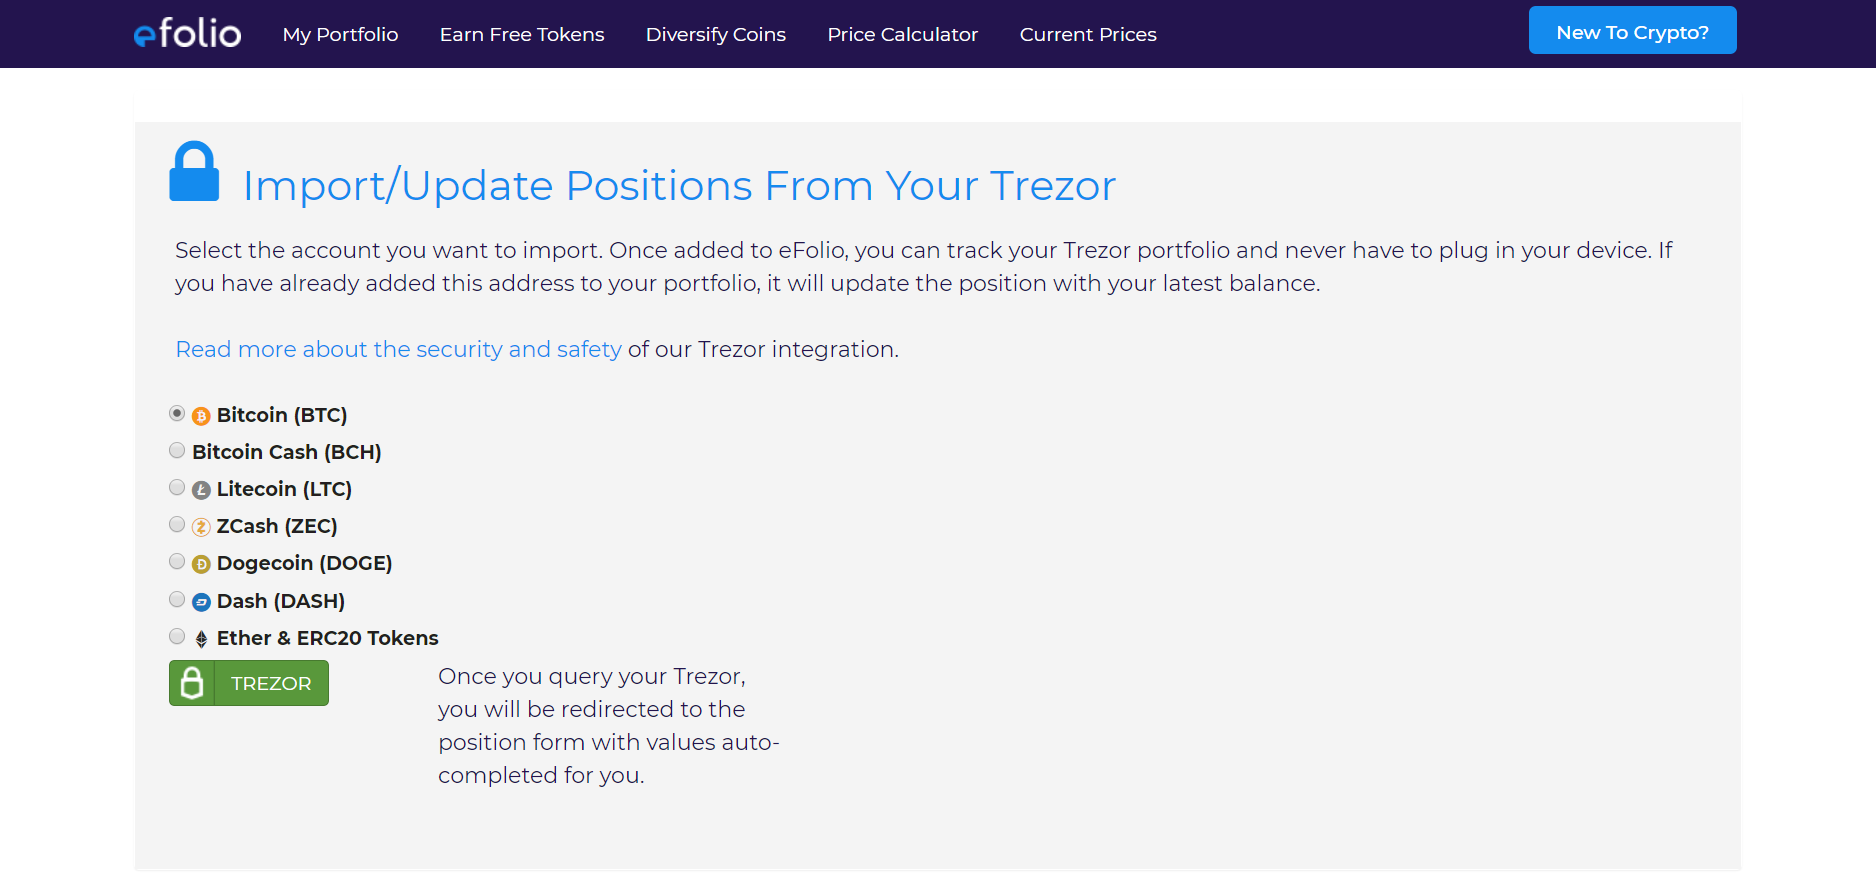 efolio My Portfolio Earn Free Tokens Diversify Coins Price Calculator Current Prices New To Crypto?
Import/Update Positions From Your Trezor
Select the account you want to import. Once added to eFolio, you can track your Trezor portfolio and never have to plug in your device. If
you have already added this address to your portfolio, it will update the position with your latest balance.
Read more about the security and safety of our Trezor integration.
Bitcoin (BTC)
Bitcoin Cash (BCH)
Litecoin (LTC)
ZCash (ZEC)
Dogecoin (DOGE)
Dash (DASH)
Ether & ERC20 Tokens
TREZOR
Once you query your Trezor,
you will be redirected to the
position form with values auto-
completed for you.